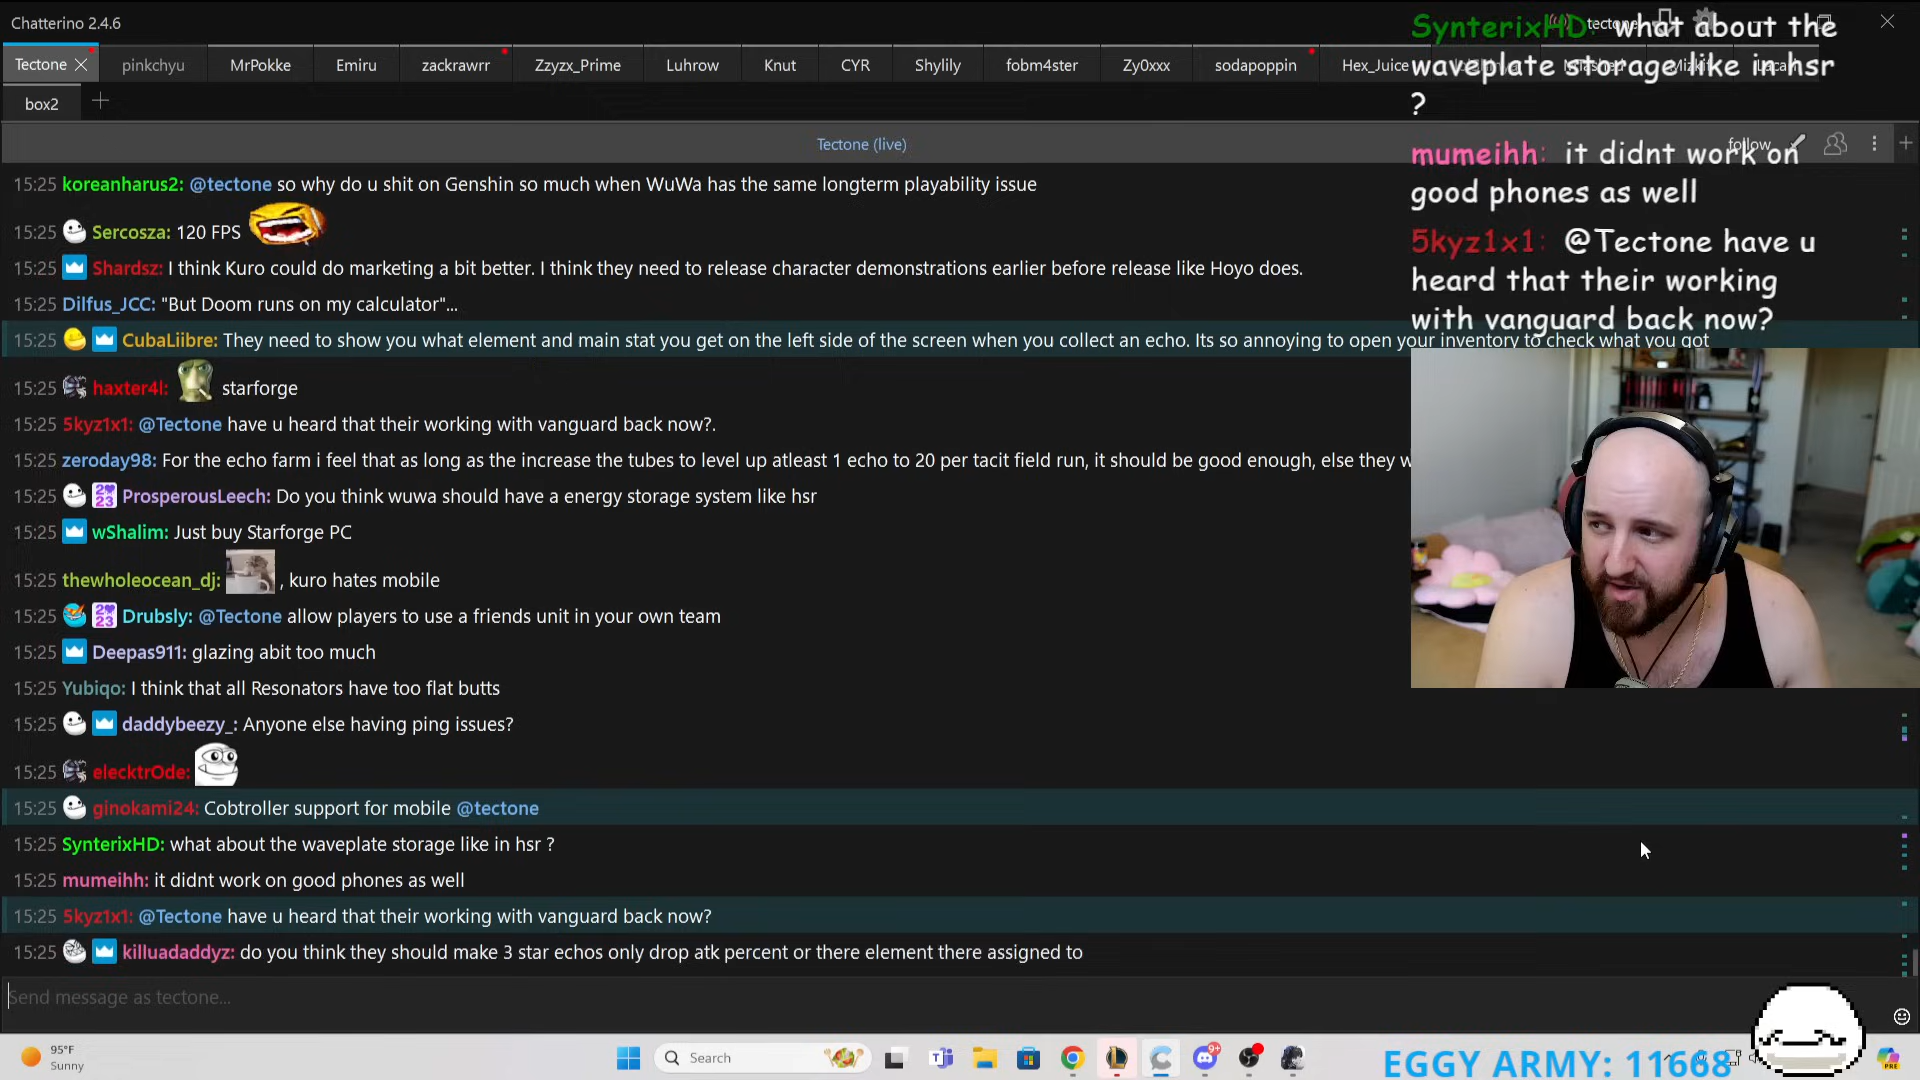 Chatterino 2.4.6
tectone
Tectone
pinkchyu
MrPokke
Emiru
zackrawrr
Zzyzx_Prime
Luhrow
Knut
CYR
Shylily
fobm4ster
Zy0xxx
sodapoppin
Hex_Juice
box2
Tectone (live)
follow
15:25 koreanharus2: @tectone so why do u shit on Genshin so much when WuWa has the same longterm playability issue
15:25 Sercosza: 120 FPS
15:25 Shardsz: I think Kuro could do marketing a bit better. I think they need to release character demonstrations earlier before release like Hoyo does.
15:25 Dilfus_JCC: "But Doom runs on my calculator"...
15:25 CubaLiibre: They need to show you what element and main stat you get on the left side of the screen when you collect an echo. Its so annoying to open your inventory to check what you got
15:25 haxter4l: starforge
15:25 5kyz1x1: @Tectone have u heard that their working with vanguard back now?.
15:25 zeroday98: For the echo farm i feel that as long as the increase the tubes to level up atleast 1 echo to 20 per tacit field run, it should be good enough, else they w
15:25 ProsperousLeech: Do you think wuwa should have a energy storage system like hsr
15:25 wShalim: Just buy Starforge PC
15:25 thewholeocean_dj: , kuro hates mobile
15:25 Drubsly: @Tectone allow players to use a friends unit in your own team
15:25 Deepas911: glazing abit too much
15:25 Yubiqo: I think that all Resonators have too flat butts
15:25 daddybeezy_: Anyone else having ping issues?
15:25 elecktrOde:
15:25 ginokami24: Cobtroller support for mobile @tectone
15:25 SynterixHD: what about the waveplate storage like in hsr ?
15:25 mumeihh: it didnt work on good phones as well
15:25 5kyz1x1: @Tectone have u heard that their working with vanguard back now?
15:25 killuadaddyz: do you think they should make 3 star echos only drop atk percent or there element there assigned to
Send message as tectone...
SynterixHD: what about the
waveplate storage like in hsr
?
mumeihh: it didnt work on
good phones as well
5kyz1x1: @Tectone have u
heard that their working
with vanguard back now?
95°F
Sunny
Search
9+
PRE
EGGY ARMY: 11668